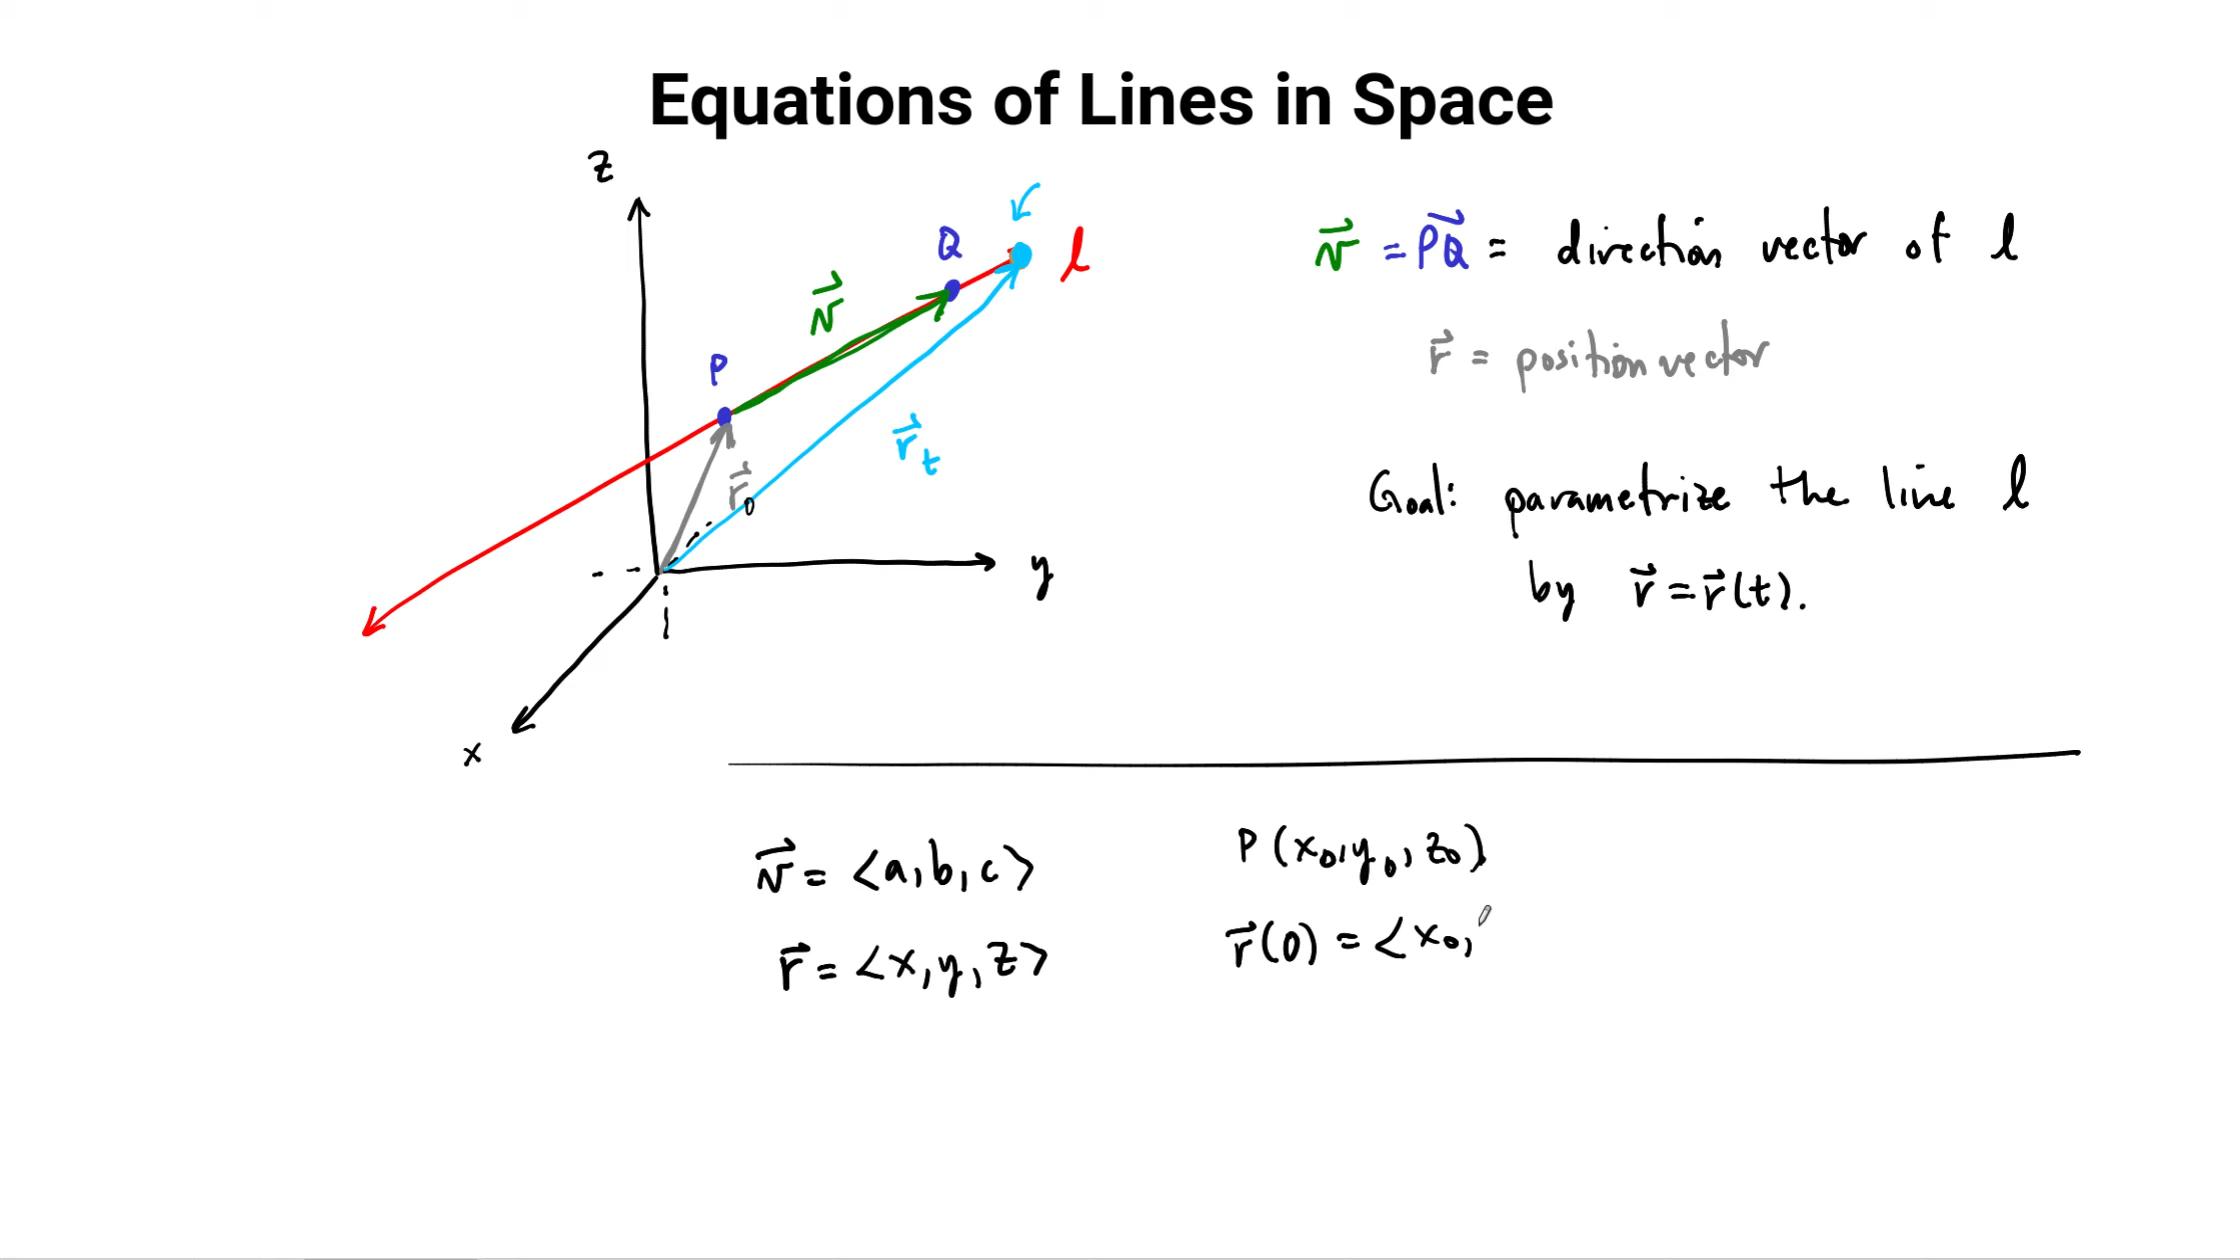 Equations of Lines in Space
z
Q
l
v⃗
P
r⃗₀
r⃗ₜ
y
x
v⃗ = PQ⃗ = direction vector of l
r⃗ = position vector
Goal: parametrize the line l
by r⃗ = r⃗(t).
v⃗ = <a, b, c>
r⃗ = <x, y, z>
P(x₀, y₀, z₀)
r⃗(0) = <x₀,